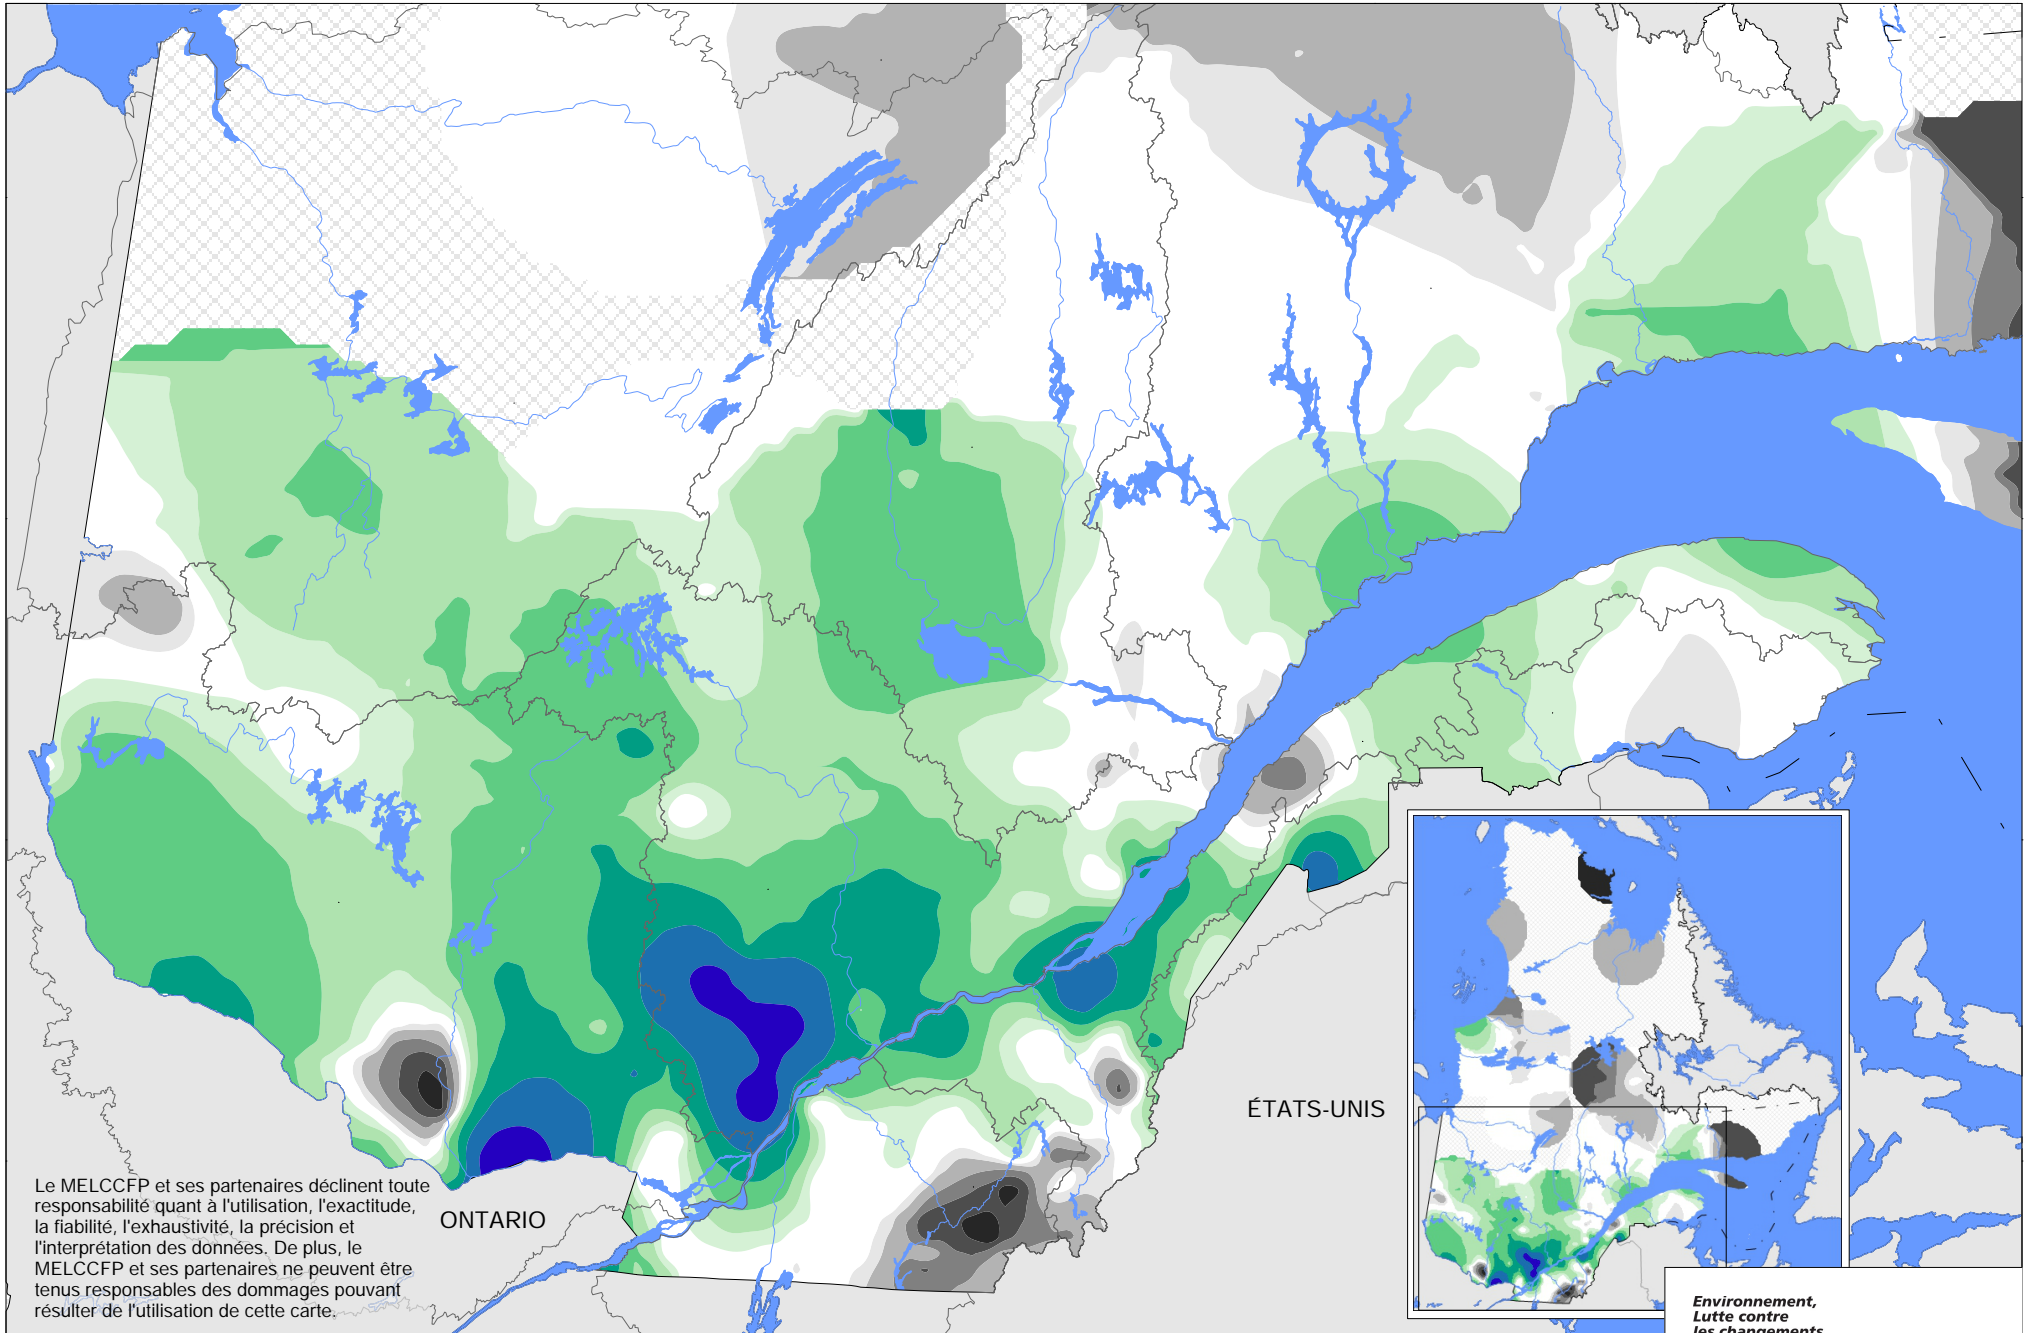 ÉTATS-UNIS
Le MELCCFP et ses partenaires déclinent toute
responsabilité quant à l'utilisation, l'exactitude,
la fiabilité, l'exhaustivité, la précision et
l'interprétation des données. De plus, le
MELCCFP et ses partenaires ne peuvent être
tenus responsables des dommages pouvant
résulter de l'utilisation de cette carte.
ONTARIO
Environnement,
Lutte contre
les changements